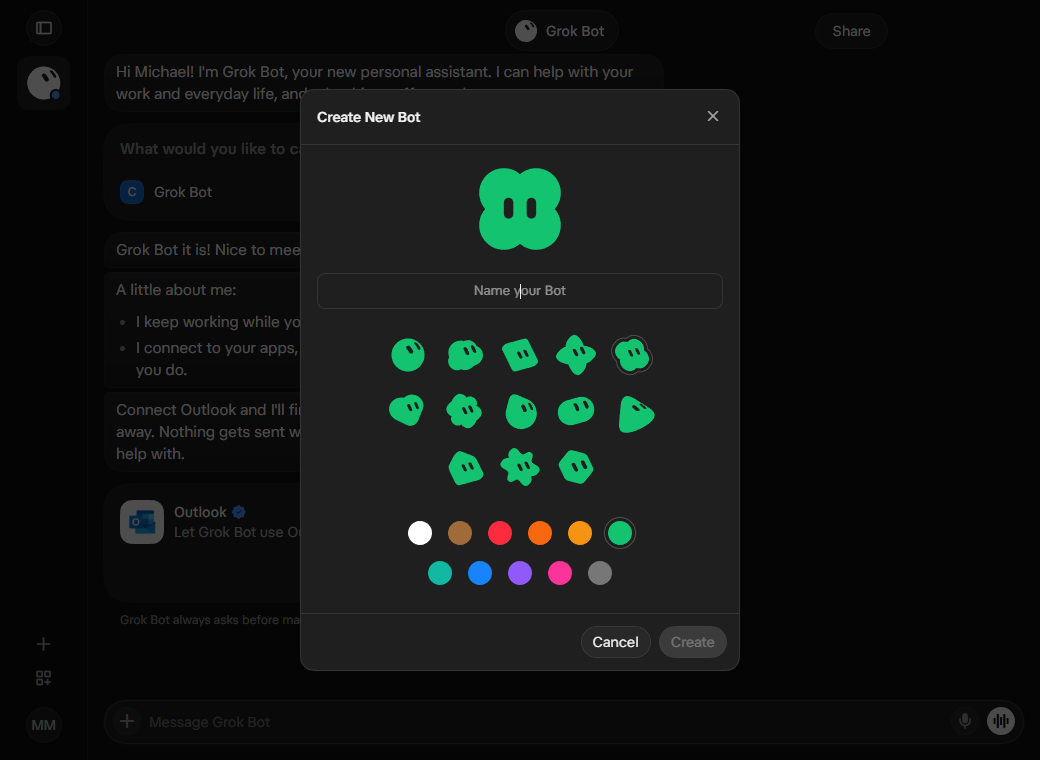 Grok Bot
Share
Hi Michael! I'm Grok Bot, your new personal assistant. I can help with your
work and everyday life, and
Create New Bot
What would you like to ca
C Grok Bot
Name your Bot
Grok Bot it is! Nice to mee
A little about me:
• I keep working while yo
• I connect to your apps,
you do.
Connect Outlook and I'll fi
away. Nothing gets sent w
help with.
Outlook
Let Grok Bot use Ou
Grok Bot always asks before ma
Cancel
Create
MM
Message Grok Bot